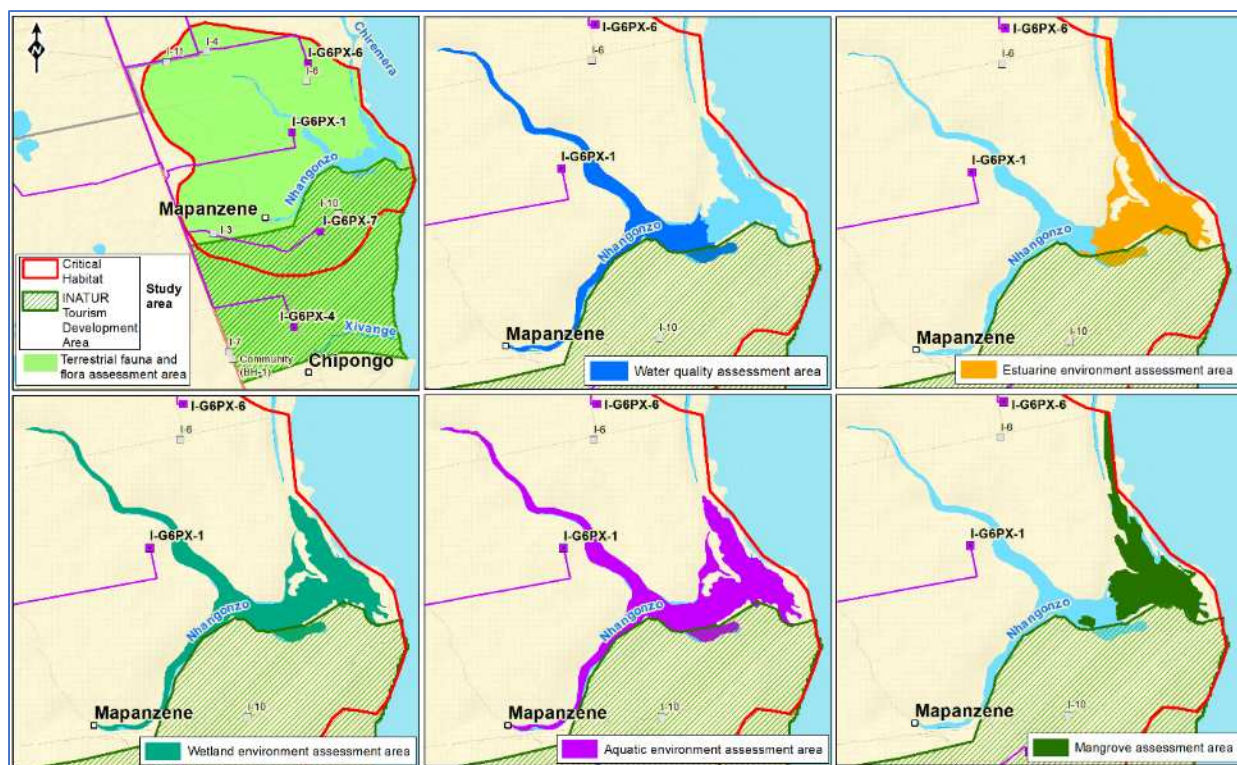 N
Chiremera
I-11
I-4
I-G6PX-6
I-6
I-G6PX-1
Nhangonzo
Mapanzene
I-10
I-3
I-G6PX-7
I-G6PX-4
Xivange
I-7
Community
(BH-1)
Chipongo
Critical
Habitat
INATUR
Tourism
Development
Area
Study
area
Terrestrial fauna and
flora assessment area
I-G6PX-6
I-6
I-G6PX-1
Nhangonzo
Mapanzene
I-10
Water quality assessment area
I-G6PX-6
I-6
I-G6PX-1
Nhangonzo
Mapanzene
I-10
Estuarine environment assessment area
I-G6PX-6
I-6
I-G6PX-1
Nhangonzo
Mapanzene
I-10
Wetland environment assessment area
I-G6PX-6
I-6
I-G6PX-1
Nhangonzo
Mapanzene
I-10
Aquatic environment assessment area
I-G6PX-6
I-6
I-G6PX-1
Nhangonzo
Mapanzene
I-10
Mangrove assessment area